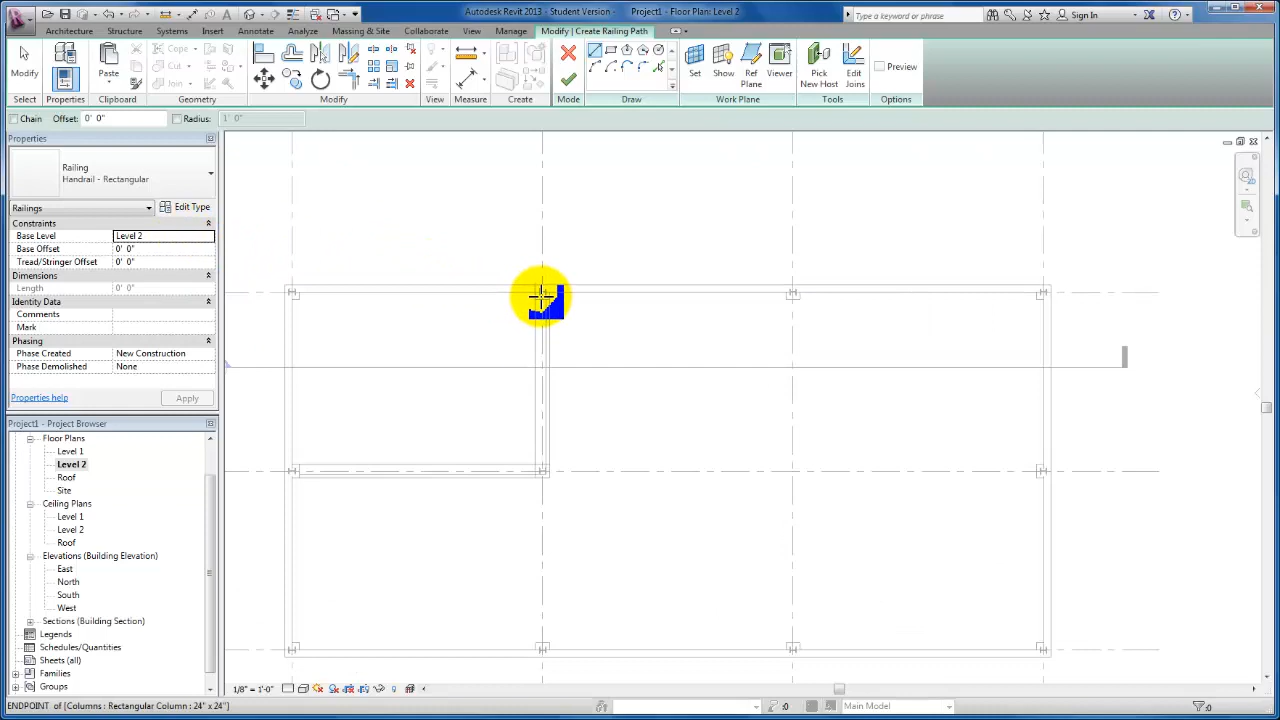 Autodesk Revit 2013 - Student Version - Project1 - Floor Plan: Level 2
Type a keyword or phrase
Sign In
Architecture Structure Systems Insert Annotate Analyze Massing & Site Collaborate View Manage Modify | Create Railing Path
Modify Paste Cope Cut Join Set Show Ref Plane Viewer Pick New Host Edit Joins Preview
Select Properties Clipboard Geometry Modify View Measure Create Mode Draw Work Plane Tools Options
Chain Offset: 0' 0" Radius: 1' 0"
Properties
Railing
Handrail - Rectangular
Railings Edit Type
Constraints
Base Level Level 2
Base Offset 0' 0"
Tread/Stringer Offset 0' 0"
Dimensions
Length 0' 0"
Identity Data
Comments
Mark
Phasing
Phase Created New Construction
Phase Demolished None
Properties help Apply
Project1 - Project Browser
Floor Plans
Level 1
Level 2
Roof
Site
Ceiling Plans
Level 1
Level 2
Roof
Elevations (Building Elevation)
East
North
South
West
Sections (Building Section)
Legends
Schedules/Quantities
Sheets (all)
Families
Groups
1/8" = 1'-0"
ENDPOINT of [Columns : Rectangular Column : 24" x 24"]
:0 Main Model :0